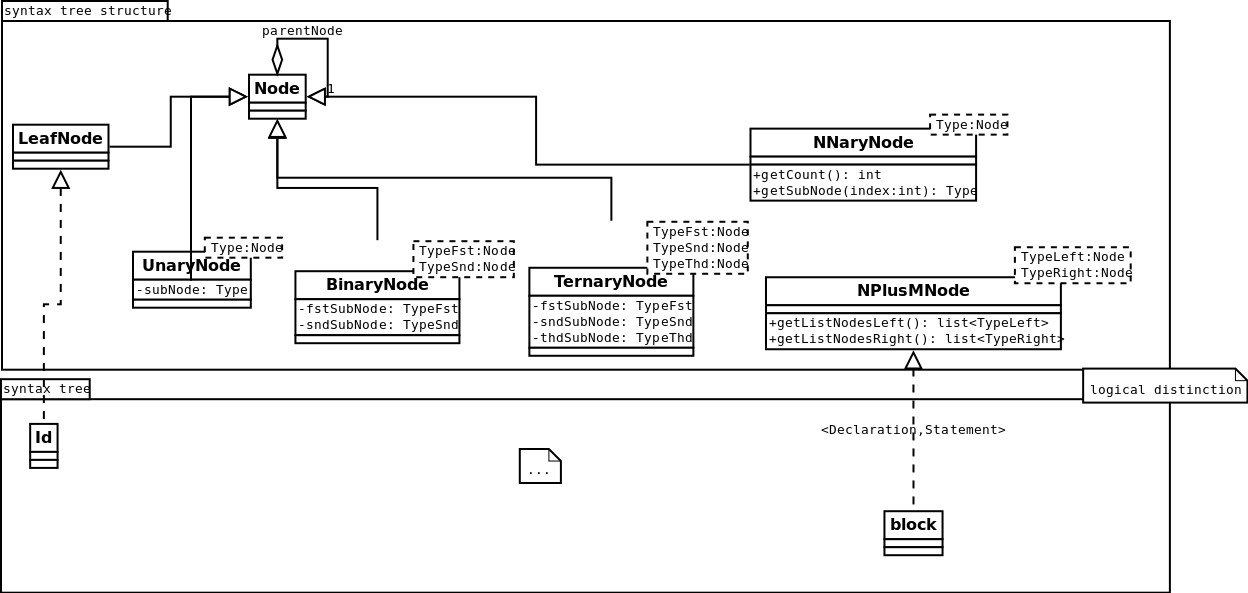 syntax tree structure
parentNode
Node
1
LeafNode
Type:Node
NNaryNode
+getCount(): int
+getSubNode(index:int): Type
Type:Node
UnaryNode
-subNode: Type
TypeFst:Node
TypeSnd:Node
BinaryNode
-fstSubNode: TypeFst
-sndSubNode: TypeSnd
TypeFst:Node
TypeSnd:Node
TypeThd:Node
TernaryNode
-fstSubNode: TypeFst
-sndSubNode: TypeSnd
-thdSubNode: TypeThd
TypeLeft:Node
TypeRight:Node
NPlusMNode
+getListNodesLeft(): list<TypeLeft>
+getListNodesRight(): list<TypeRight>
syntax tree
logical distinction
Id
<Declaration,Statement>
...
block